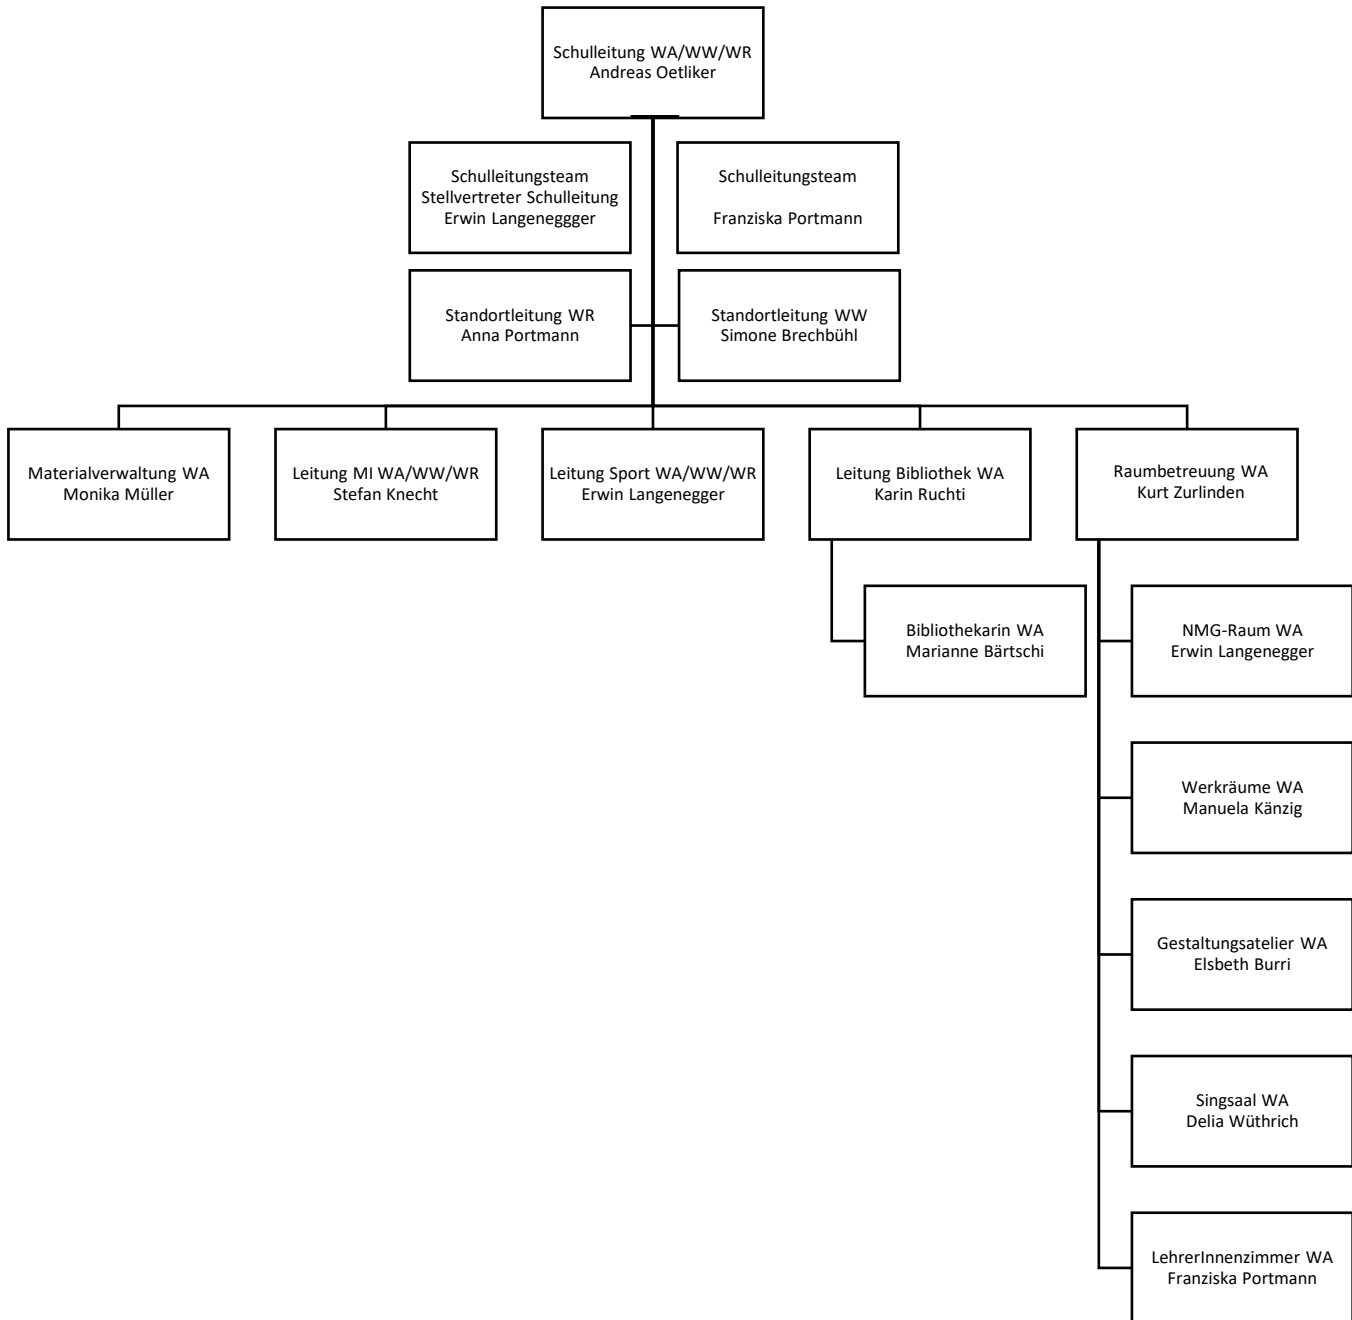 Schulleitung WA/WW/WR
Andreas Oetliker
Schulleitungsteam
Stellvertreter Schulleitung
Erwin Langeneggger
Schulleitungsteam
Franziska Portmann
Standortleitung WR
Anna Portmann
Standortleitung WW
Simone Brechbühl
Materialverwaltung WA
Monika Müller
Leitung MI WA/WW/WR
Stefan Knecht
Leitung Sport WA/WW/WR
Erwin Langenegger
Leitung Bibliothek WA
Karin Ruchti
Raumbetreuung WA
Kurt Zurlinden
Bibliothekarin WA
Marianne Bärtschi
NMG-Raum WA
Erwin Langenegger
Werkräume WA
Manuela Känzig
Gestaltungsatelier WA
Elsbeth Burri
Singsaal WA
Delia Wüthrich
LehrerInnenzimmer WA
Franziska Portmann